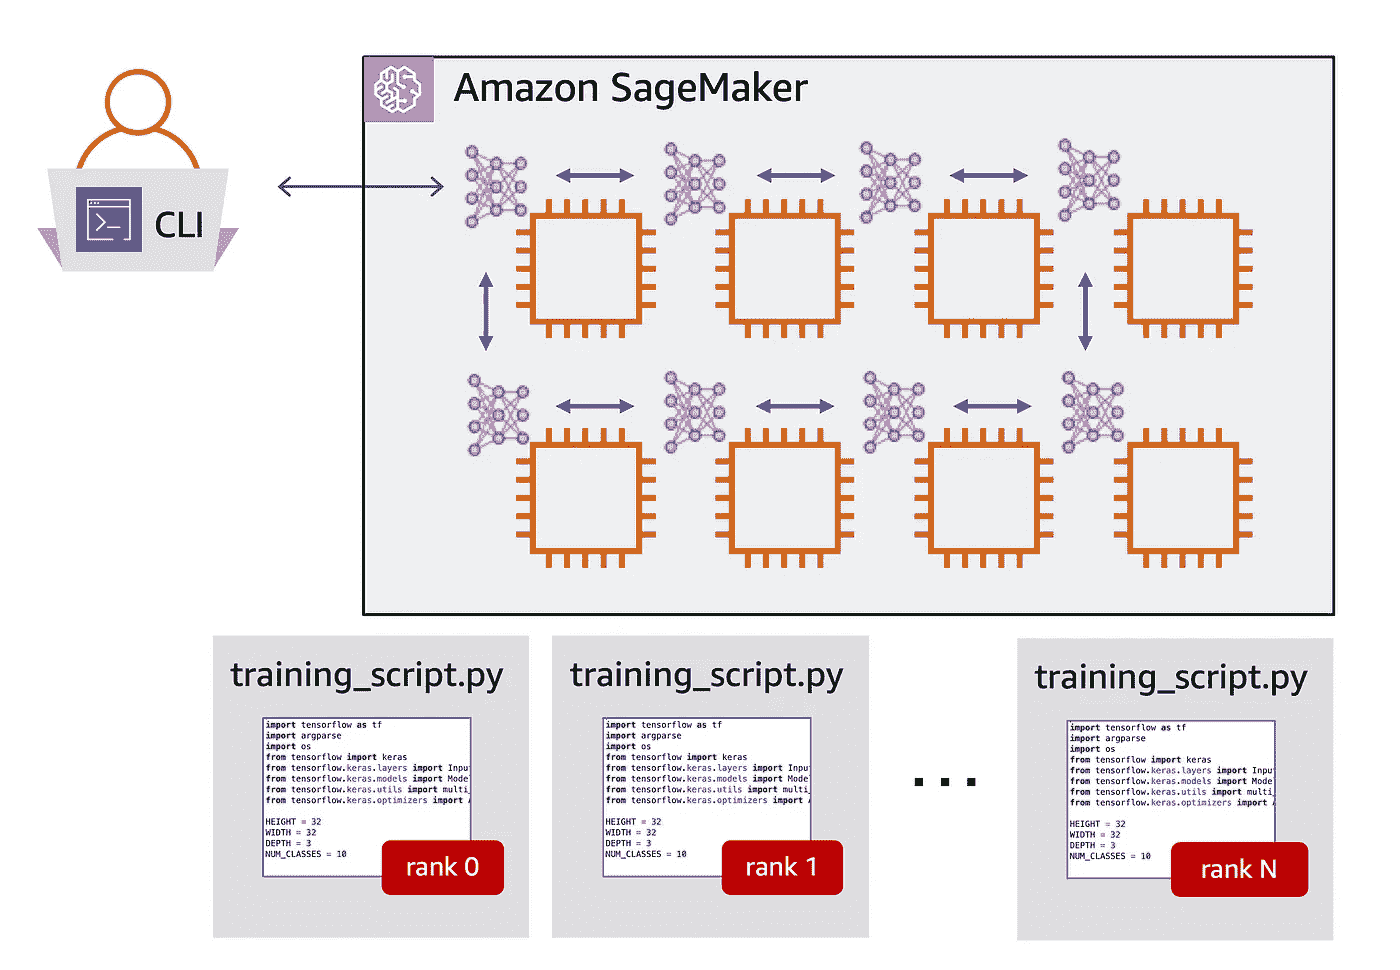 Amazon SageMaker
CLI
training_script.py
import tensorflow as tf
import argparse
import os
from tensorflow import keras
from tensorflow.keras.layers import Inpu
from tensorflow.keras.models import Mode
from tensorflow.keras.utils import multi_
from tensorflow.keras.optimizers import A
HEIGHT = 32
WIDTH = 32
DEPTH = 3
NUM_CLASSES = 10
rank 0
training_script.py
import tensorflow as tf
import argparse
import os
from tensorflow import keras
from tensorflow.keras.layers import Inpu
from tensorflow.keras.models import Mode
from tensorflow.keras.utils import multi_
from tensorflow.keras.optimizers import A
HEIGHT = 32
WIDTH = 32
DEPTH = 3
NUM_CLASSES = 10
rank 1
...
training_script.py
import tensorflow as tf
import argparse
import os
from tensorflow import keras
from tensorflow.keras.layers import Inpu
from tensorflow.keras.models import Mode
from tensorflow.keras.utils import multi_
from tensorflow.keras.optimizers import A
HEIGHT = 32
WIDTH = 32
DEPTH = 3
NUM_CLASSES = 10
rank N